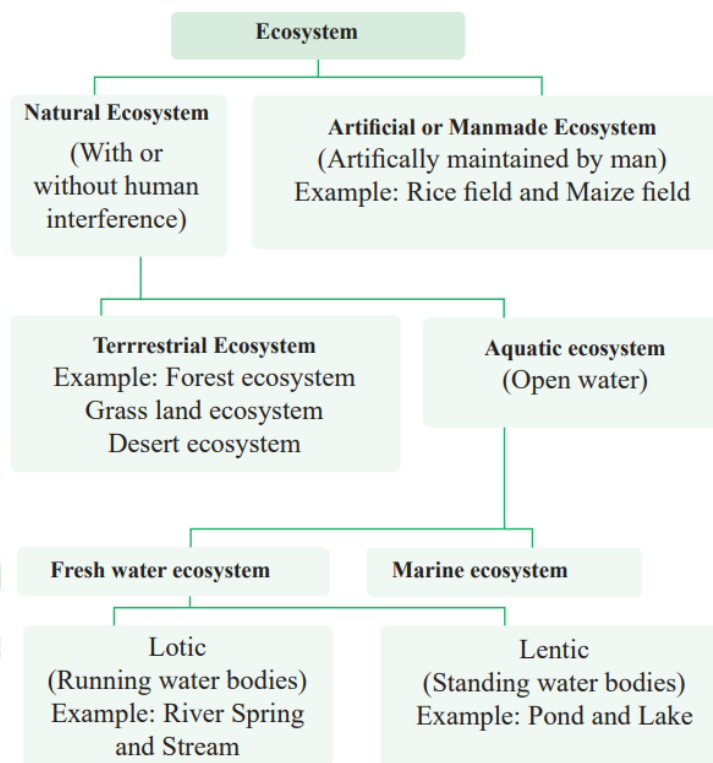 Ecosystem
Natural Ecosystem
(With or
without human
interference)
Artificial or Manmade Ecosystem
(Artifically maintained by man)
Example: Rice field and Maize field
Terrrestrial Ecosystem
Example: Forest ecosystem
Grass land ecosystem
Desert ecosystem
Aquatic ecosystem
(Open water)
Fresh water ecosystem
Marine ecosystem
Lotic
(Running water bodies)
Example: River Spring
and Stream
Lentic
(Standing water bodies)
Example: Pond and Lake